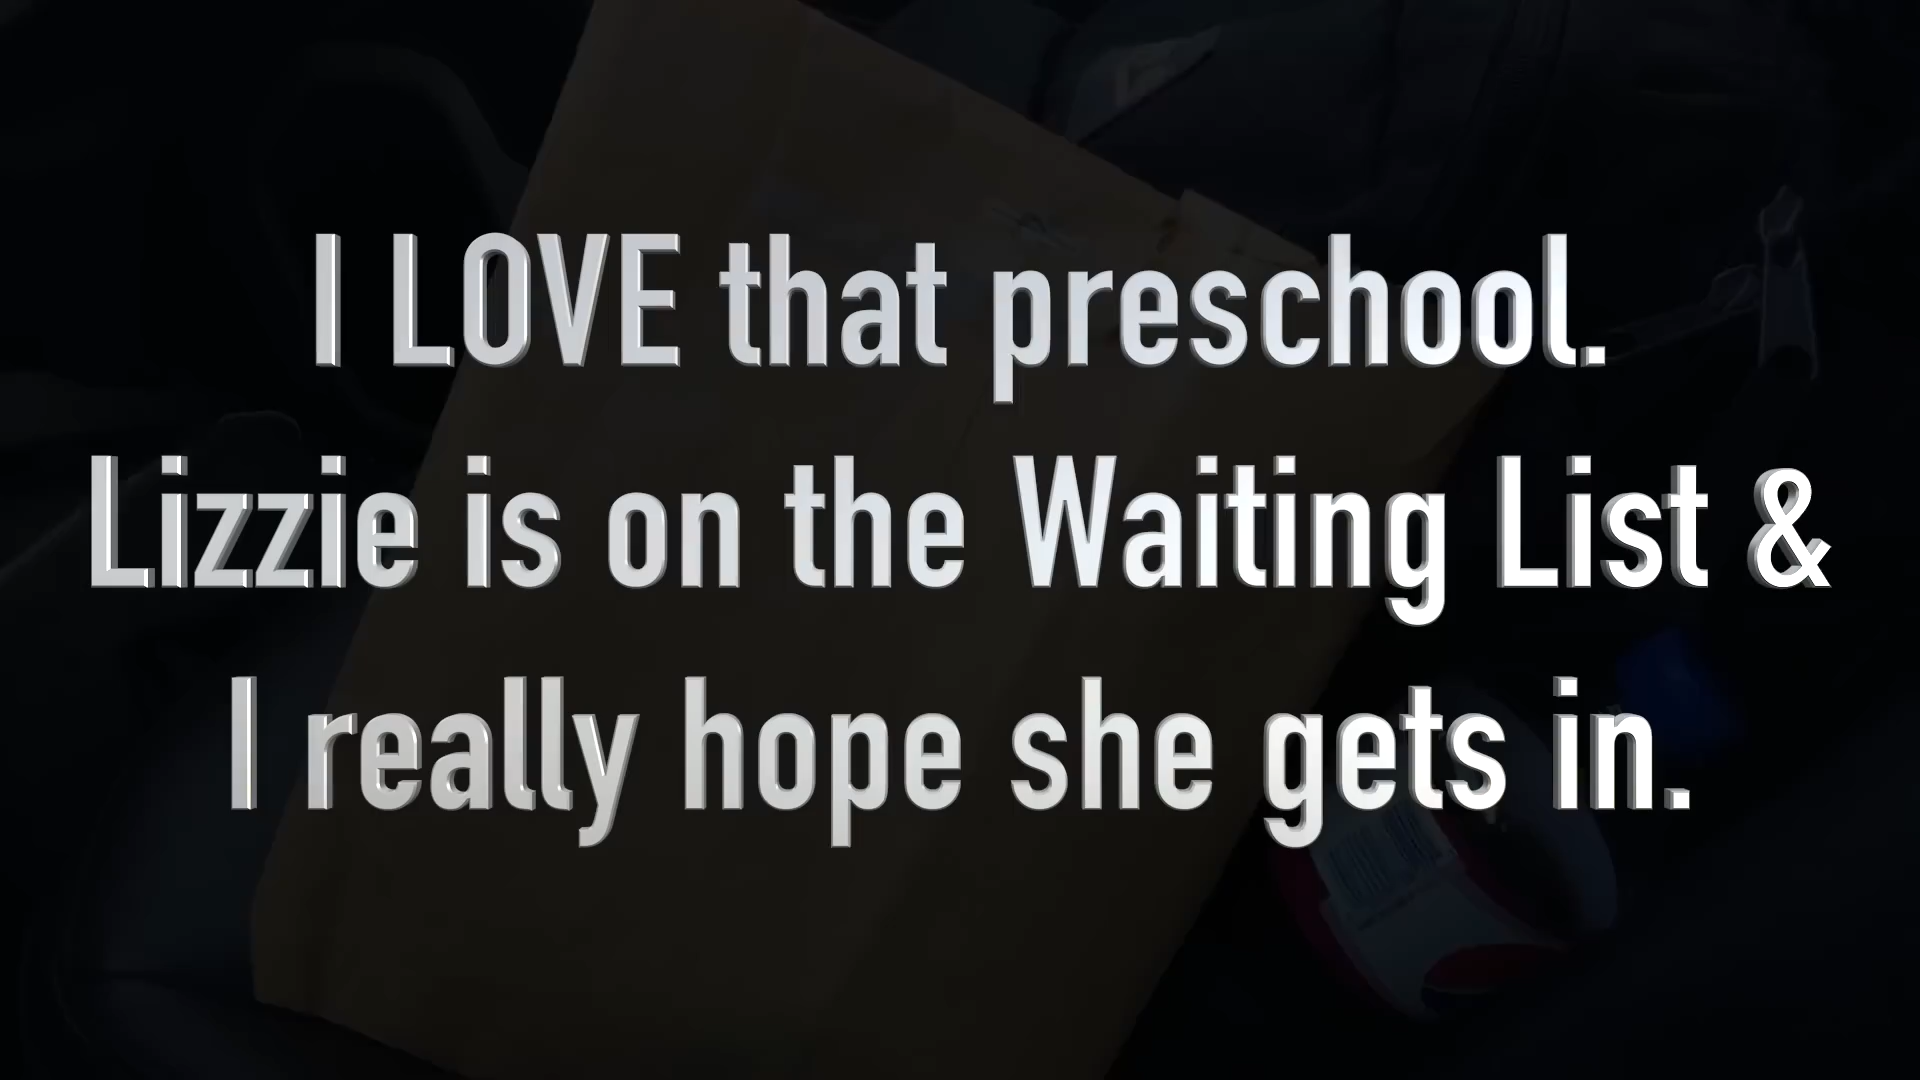 I LOVE that preschool.
Lizzie is on the Waiting List &
I really hope she gets in.